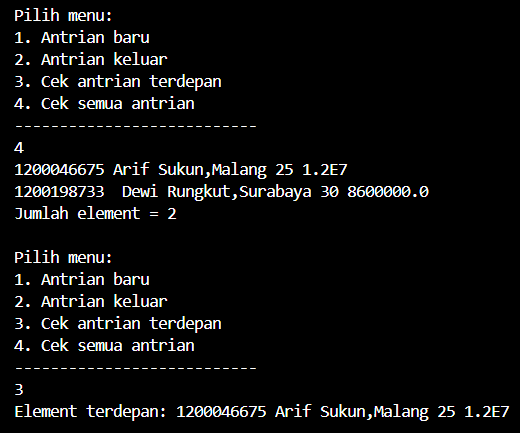 Pilih menu:
1. Antrian baru
2. Antrian keluar
3. Cek antrian terdepan
4. Cek semua antrian
---------------------------
4
1200046675 Arif Sukun,Malang 25 1.2E7
1200198733  Dewi Rungkut,Surabaya 30 8600000.0
Jumlah element = 2

Pilih menu:
1. Antrian baru
2. Antrian keluar
3. Cek antrian terdepan
4. Cek semua antrian
---------------------------
3
Element terdepan: 1200046675 Arif Sukun,Malang 25 1.2E7